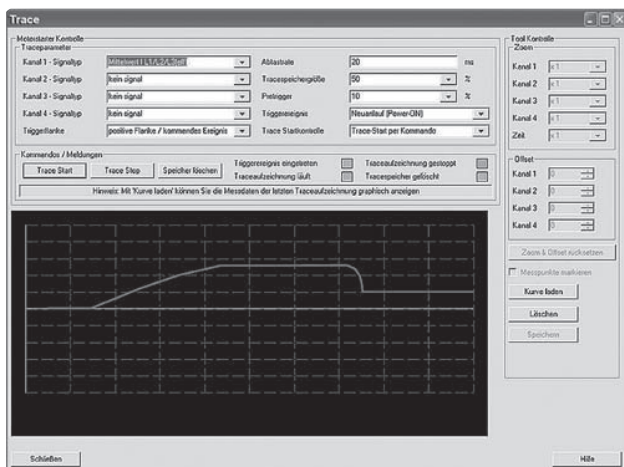 Trace
Motorstarter Kontrolle
Traceparameter
Kanal 1 - Signaltyp
Abtastrate
20
ms
Kanal 2 - Signaltyp
kein signal
Tracespeichergröße
50
%
Kanal 3 - Signaltyp
kein signal
Pretrigger
10
%
Kanal 4 - Signaltyp
kein signal
Triggerereignis
Neuanlauf (Power-ON)
Triggerflanke
positive Flanke / kommendes Ereignis
Trace Startkontrolle
Trace-Start per Kommando
Kommandos / Meldungen
Trace Start
Trace Stop
Speicher löschen
Triggerereignis eingetreten
Traceaufzeichnung gestoppt
Traceaufzeichnung läuft
Tracespeicher gelöscht
Hinweis: Mit 'Kurve laden' können Sie die Messdaten der letzten Traceaufzeichnung graphisch anzeigen
Tool Kontrolle
Zoom
Kanal 1
x 1
Kanal 2
x 1
Kanal 3
x 1
Kanal 4
x 1
Zeit
x 1
Offset
Kanal 1
0
Kanal 2
0
Kanal 3
0
Kanal 4
0
Zoom & Offset rücksetzen
Messpunkte markieren
Kurve laden
Löschen
Speichern
Schließen
Hilfe